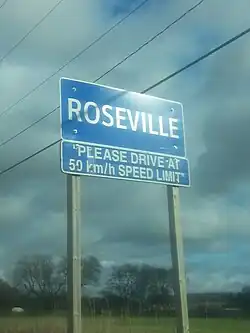 ROSEVILLE
"PLEASE DRIVE AT
50 km/h SPEED LIMIT"